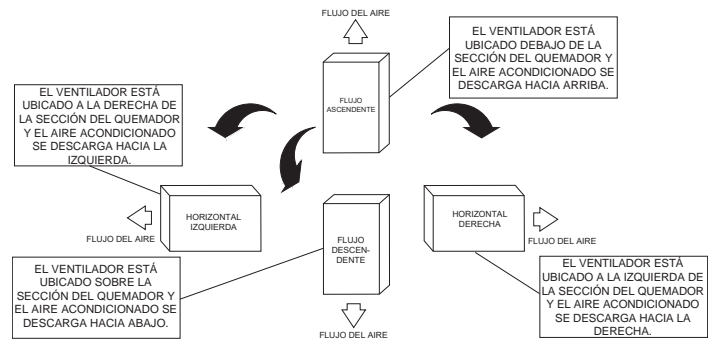 FLUJO DEL AIRE
EL VENTILADOR ESTÁ
UBICADO DEBAJO DE LA
SECCIÓN DEL QUEMADOR Y
EL AIRE ACONDICIONADO SE
DESCARGA HACIA ARRIBA.
EL VENTILADOR ESTÁ
UBICADO A LA DERECHA DE
LA SECCIÓN DEL QUEMADOR
Y EL AIRE ACONDICIONADO
SE DESCARGA HACIA LA
IZQUIERDA.
FLUJO
ASCENDENTE
HORIZONTAL
IZQUIERDA
FLUJO DEL AIRE
FLUJO
DESCEN-
DENTE
HORIZONTAL
DERECHA
FLUJO DEL AIRE
EL VENTILADOR ESTÁ
UBICADO SOBRE LA
SECCIÓN DEL QUEMADOR Y
EL AIRE ACONDICIONADO SE
DESCARGA HACIA ABAJO.
EL VENTILADOR ESTÁ
UBICADO A LA IZQUIERDA DE
LA SECCIÓN DEL QUEMADOR
Y EL AIRE ACONDICIONADO
SE DESCARGA HACIA LA
DERECHA.
FLUJO DEL AIRE